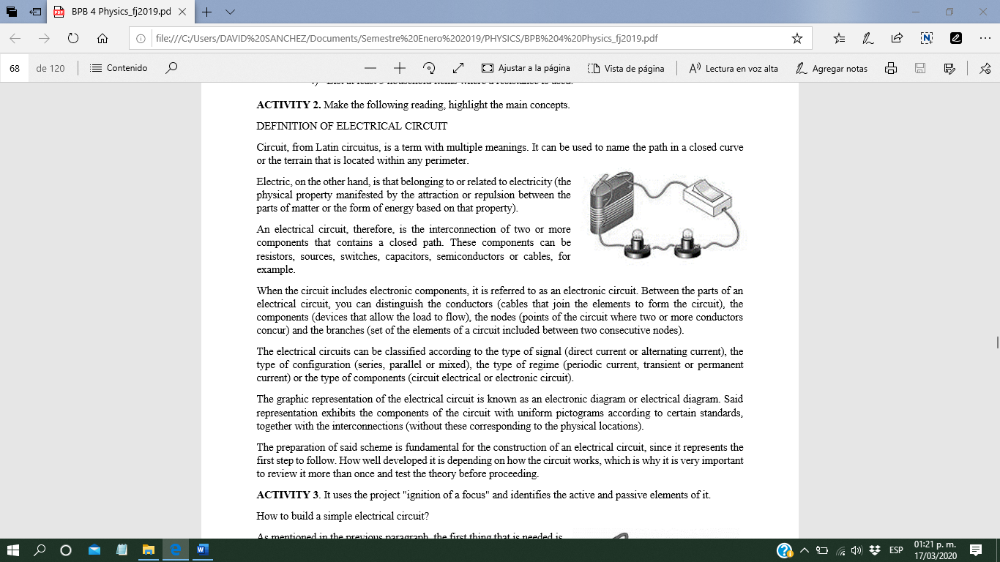 BPB 4 Physics_fj2019.pd
file:///C:/Users/DAVID%20SANCHEZ/Documents/Semestre%20Enero%202019/PHYSICS/BPB%204%20Physics_fj2019.pdf
68 de 120 Contenido Ajustar a la página Vista de página Lectura en voz alta Agregar notas
ACTIVITY 2. Make the following reading, highlight the main concepts.
DEFINITION OF ELECTRICAL CIRCUIT
Circuit, from Latin circuitus, is a term with multiple meanings. It can be used to name the path in a closed curve
or the terrain that is located within any perimeter.
Electric, on the other hand, is that belonging to or related to electricity (the
physical property manifested by the attraction or repulsion between the
parts of matter or the form of energy based on that property).
An electrical circuit, therefore, is the interconnection of two or more
components that contains a closed path. These components can be
resistors, sources, switches, capacitors, semiconductors or cables, for
example.
When the circuit includes electronic components, it is referred to as an electronic circuit. Between the parts of an
electrical circuit, you can distinguish the conductors (cables that join the elements to form the circuit), the
components (devices that allow the load to flow), the nodes (points of the circuit where two or more conductors
concur) and the branches (set of the elements of a circuit included between two consecutive nodes).
The electrical circuits can be classified according to the type of signal (direct current or alternating current), the
type of configuration (series, parallel or mixed), the type of regime (periodic current, transient or permanent
current) or the type of components (circuit electrical or electronic circuit).
The graphic representation of the electrical circuit is known as an electronic diagram or electrical diagram. Said
representation exhibits the components of the circuit with uniform pictograms according to certain standards,
together with the interconnections (without these corresponding to the physical locations).
The preparation of said scheme is fundamental for the construction of an electrical circuit, since it represents the
first step to follow. How well developed it is depending on how the circuit works, which is why it is very important
to review it more than once and test the theory before proceeding.
ACTIVITY 3. It uses the project "ignition of a focus" and identifies the active and passive elements of it.
How to build a simple electrical circuit?
As mentioned in the previous paragraph, the first thing that is needed is
ESP 01:21 p. m.
17/03/2020